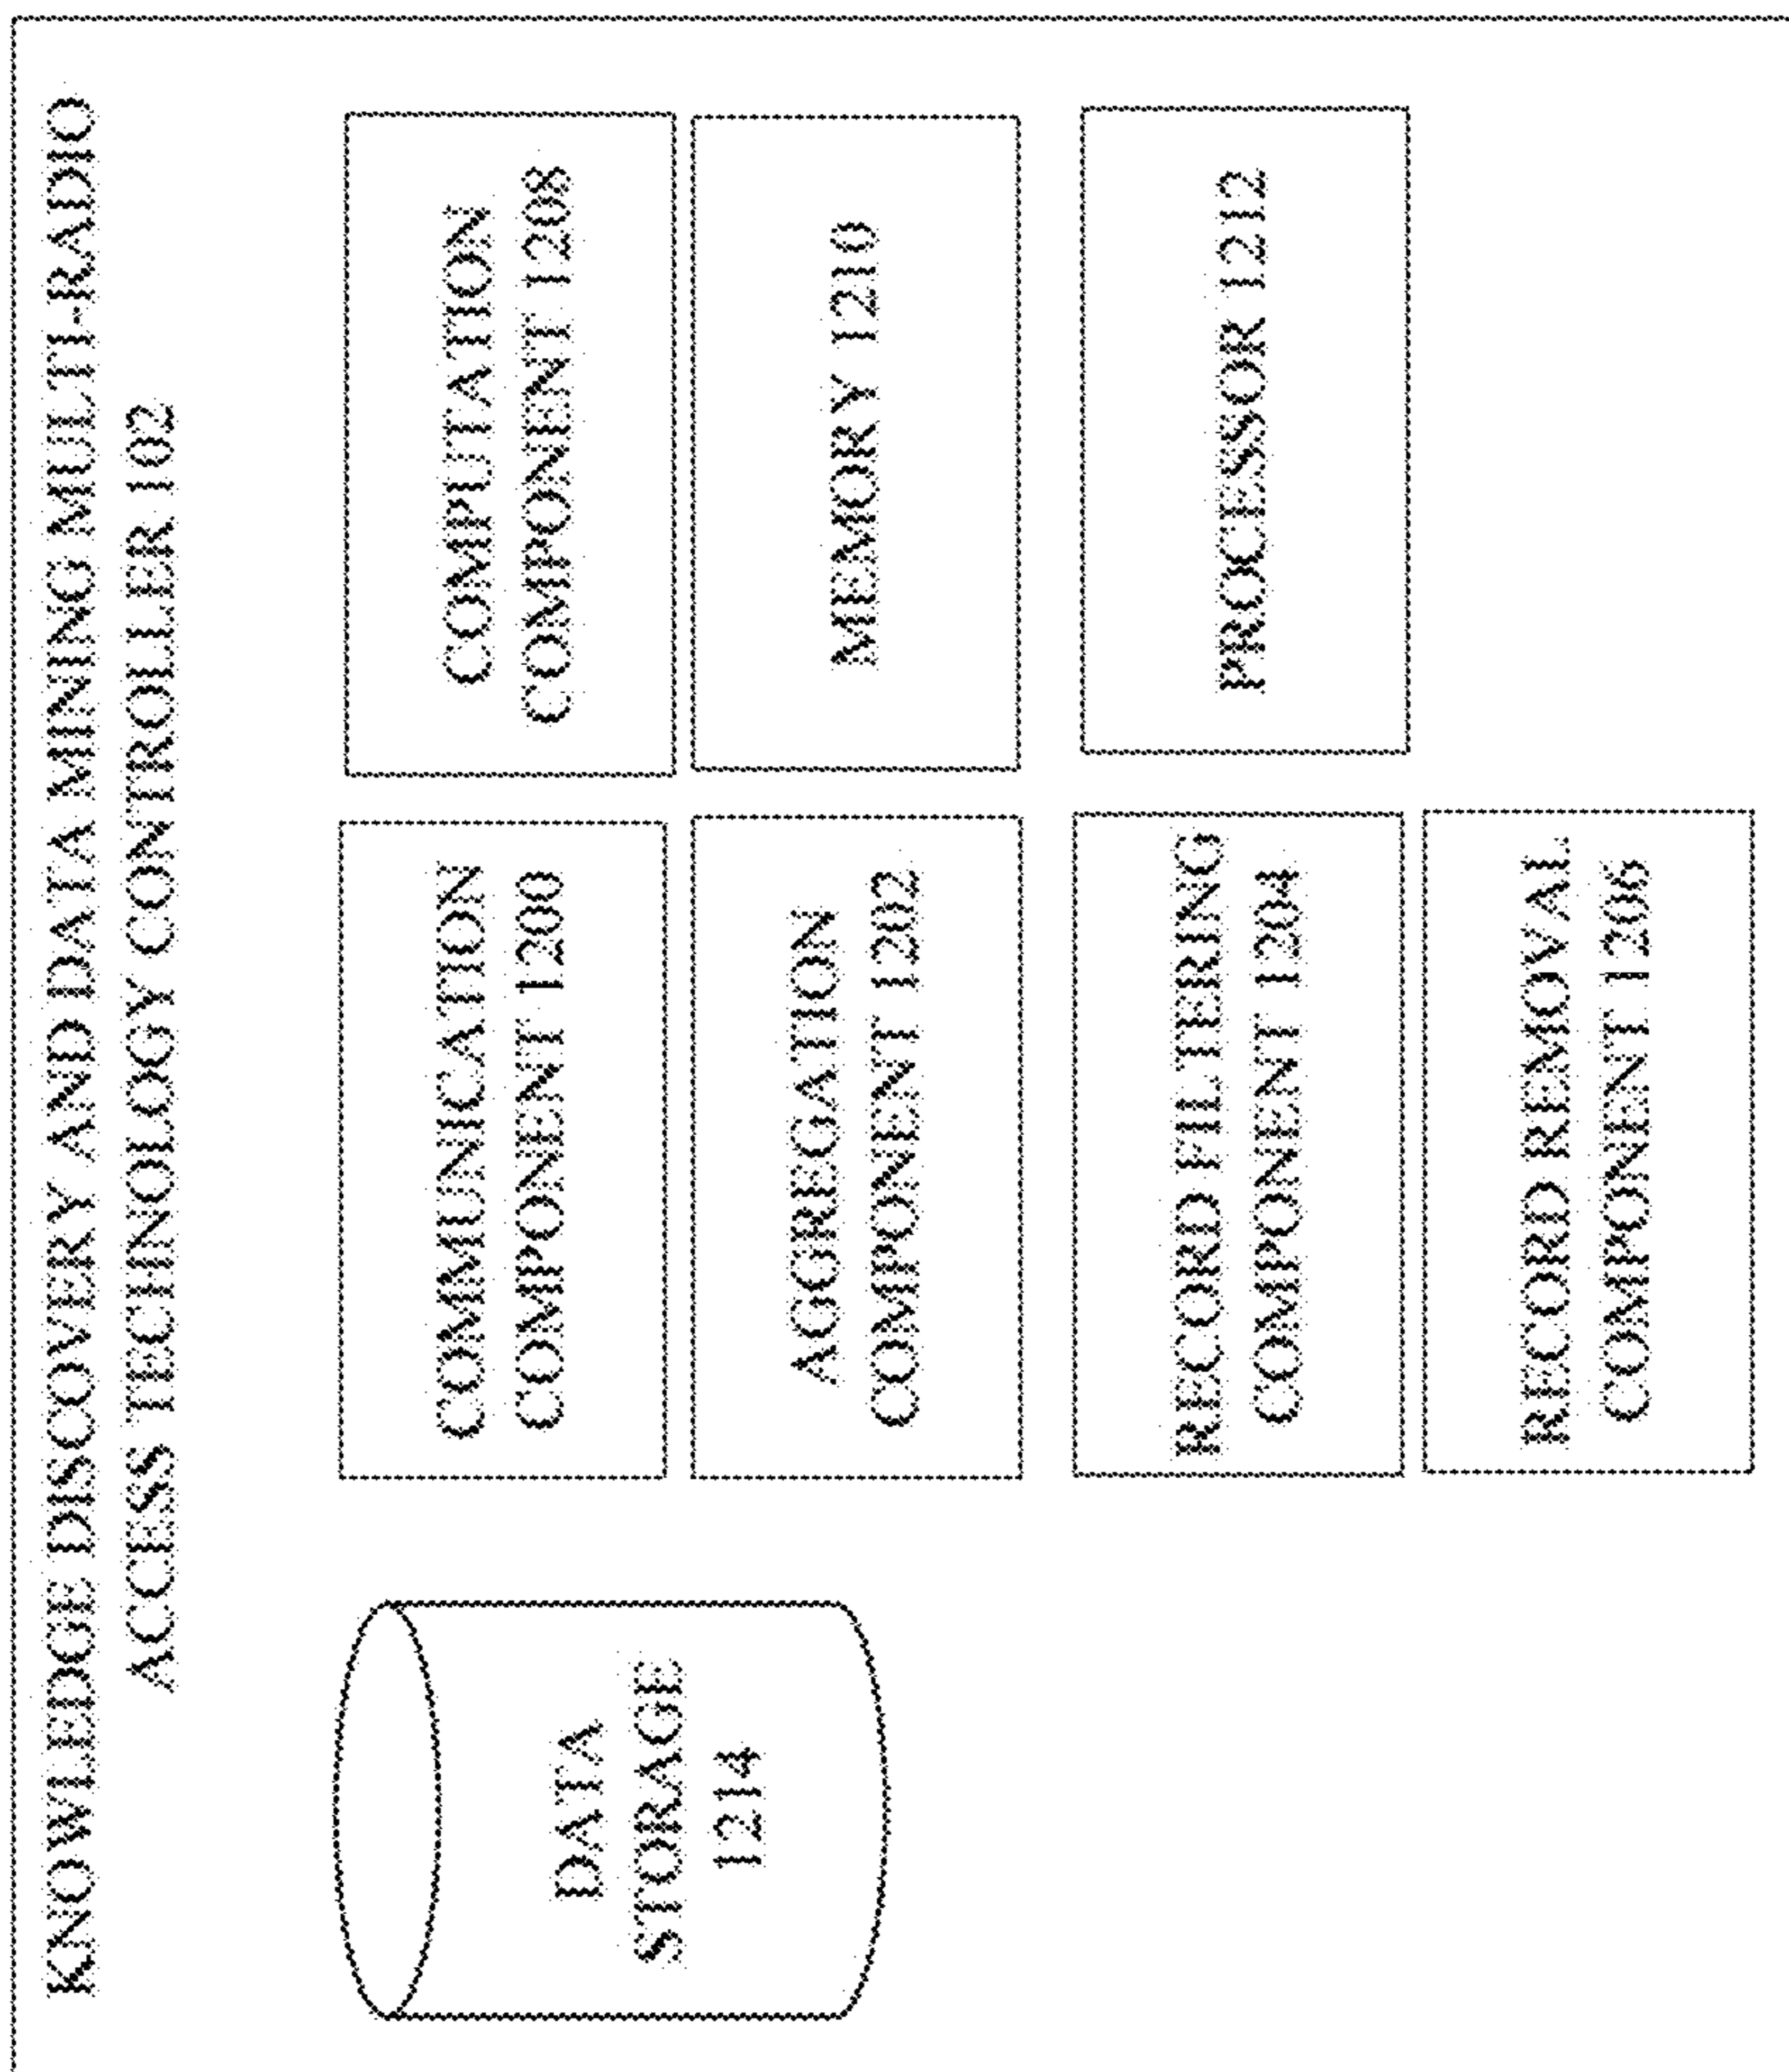 KNOWLEDGE DISCOVERY AND DATA MINING MULTI-RADIO
ACCESS TECHNOLOGY CONTROLLER 102
DATA
STORAGE
1214
COMMUNICATION
COMPONENT 1200
AGGREGATION
COMPONENT 1202
RECORD FILTERING
COMPONENT 1204
RECORD REMOVAL
COMPONENT 1206
COMPUTATION
COMPONENT 1208
MEMORY 1210
PROCESSOR 1212